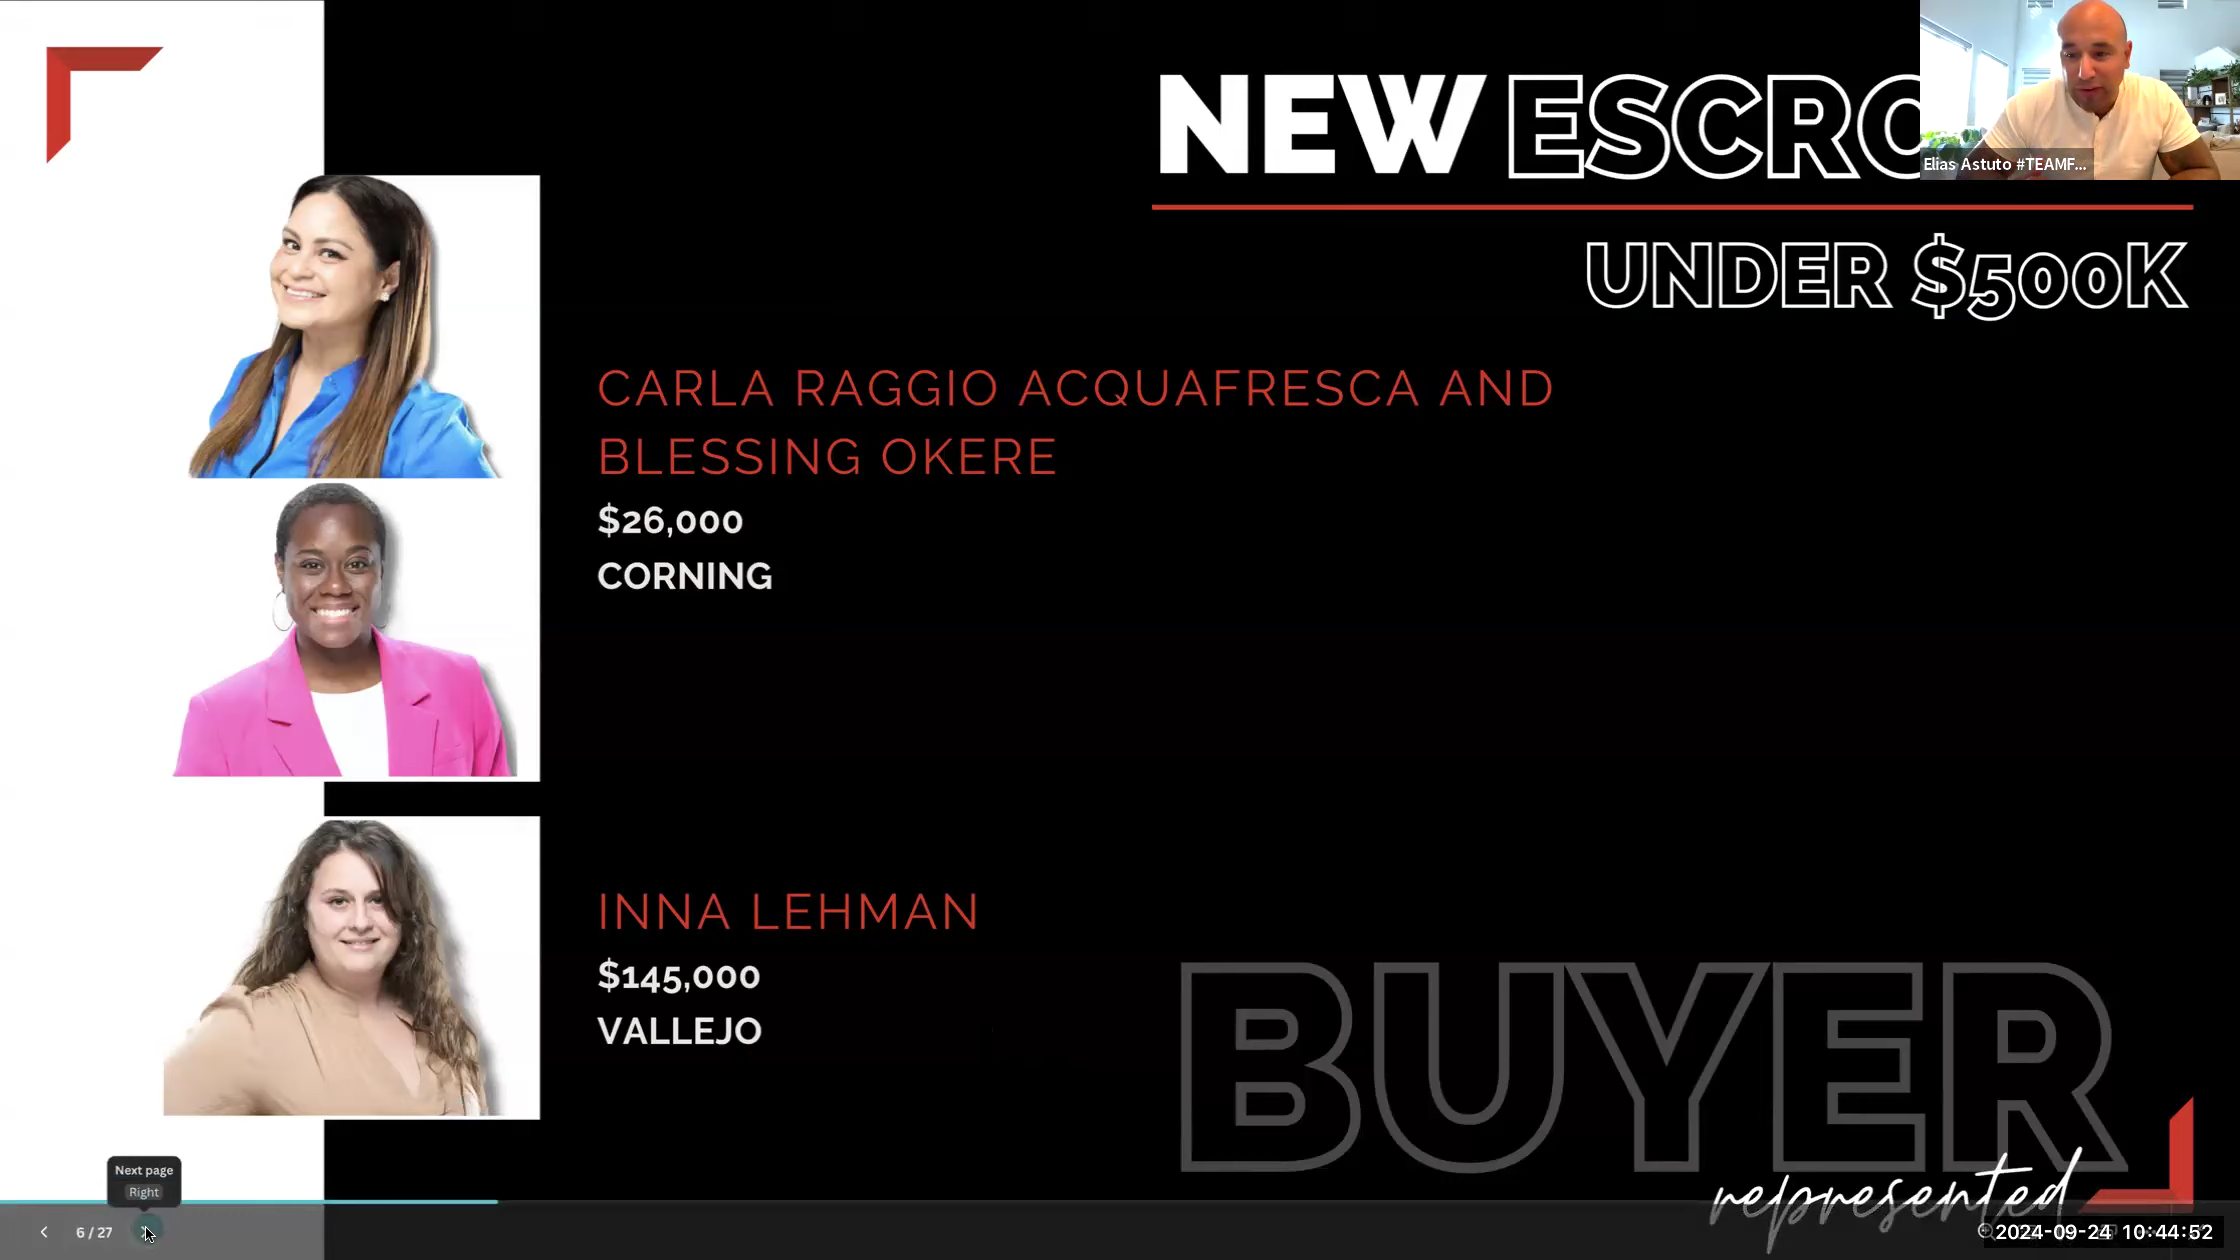 NEW ESCRO
Elias Astuto #TEAMF...
UNDER $500K
CARLA RAGGIO ACQUAFRESCA AND
BLESSING OKERE
$26,000
CORNING
INNA LEHMAN
$145,000
VALLEJO
BUYER
represented
Next page
Right
6 / 27
2024-09-24 10:44:52